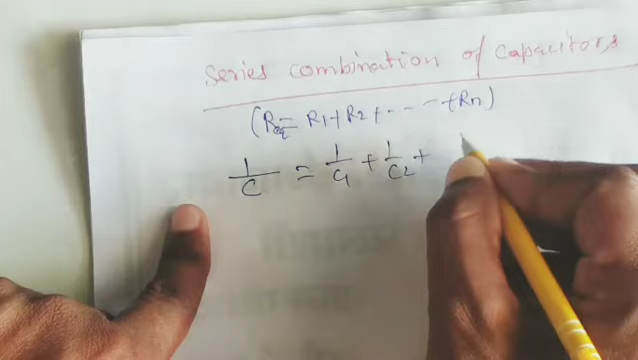 Series combination of capacitors
(Req = R1+R2+-----+Rn)
1/C = 1/C1 + 1/C2 +